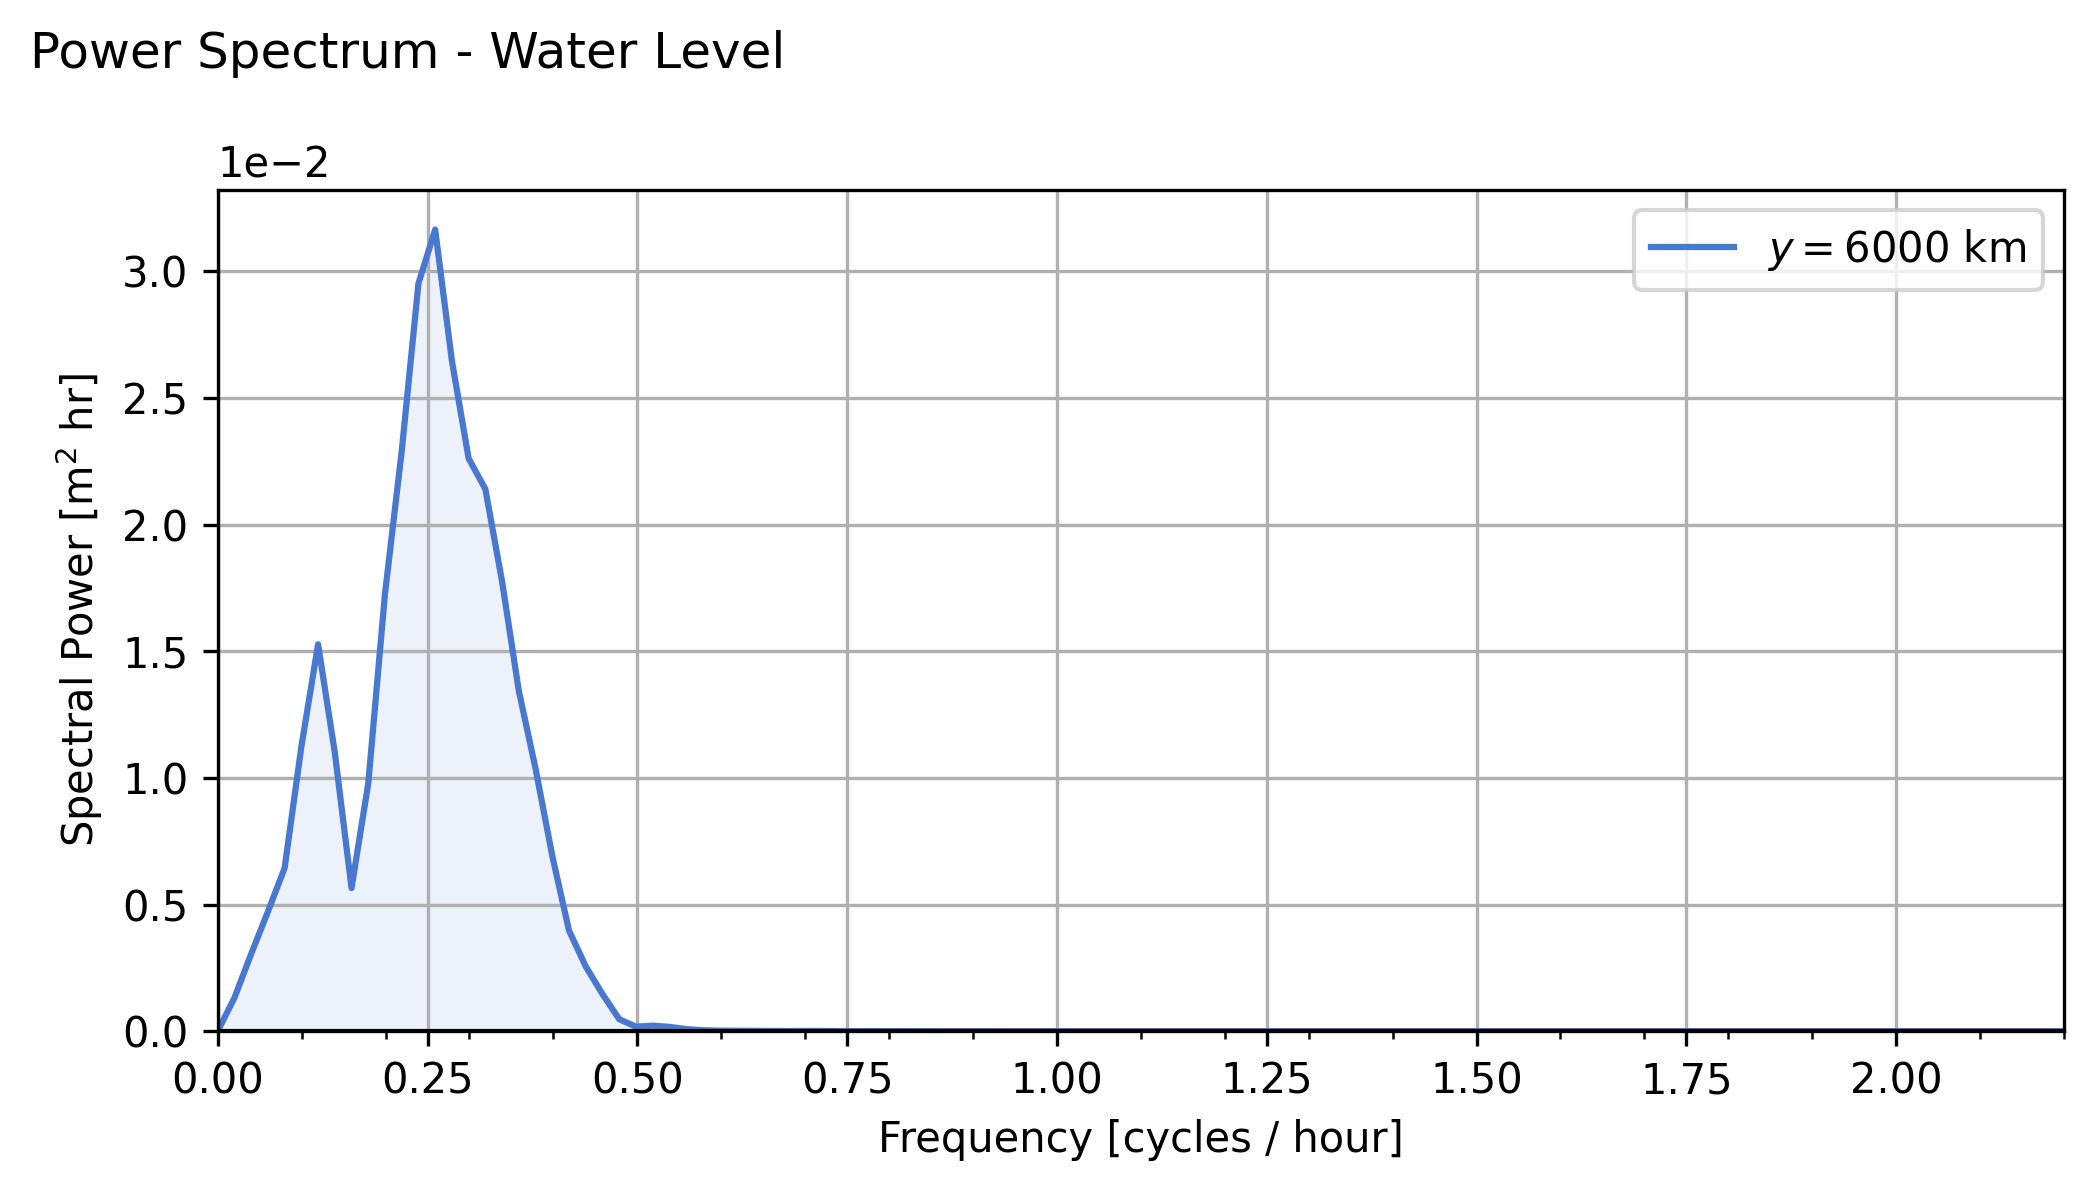 Power Spectrum - Water Level
1e−2
3.0
2.5
2.0
1.5
1.0
0.5
0.0
Spectral Power [m² hr]
y = 6000 km
0.00 0.25 0.50 0.75 1.00 1.25 1.50 1.75 2.00
Frequency [cycles / hour]